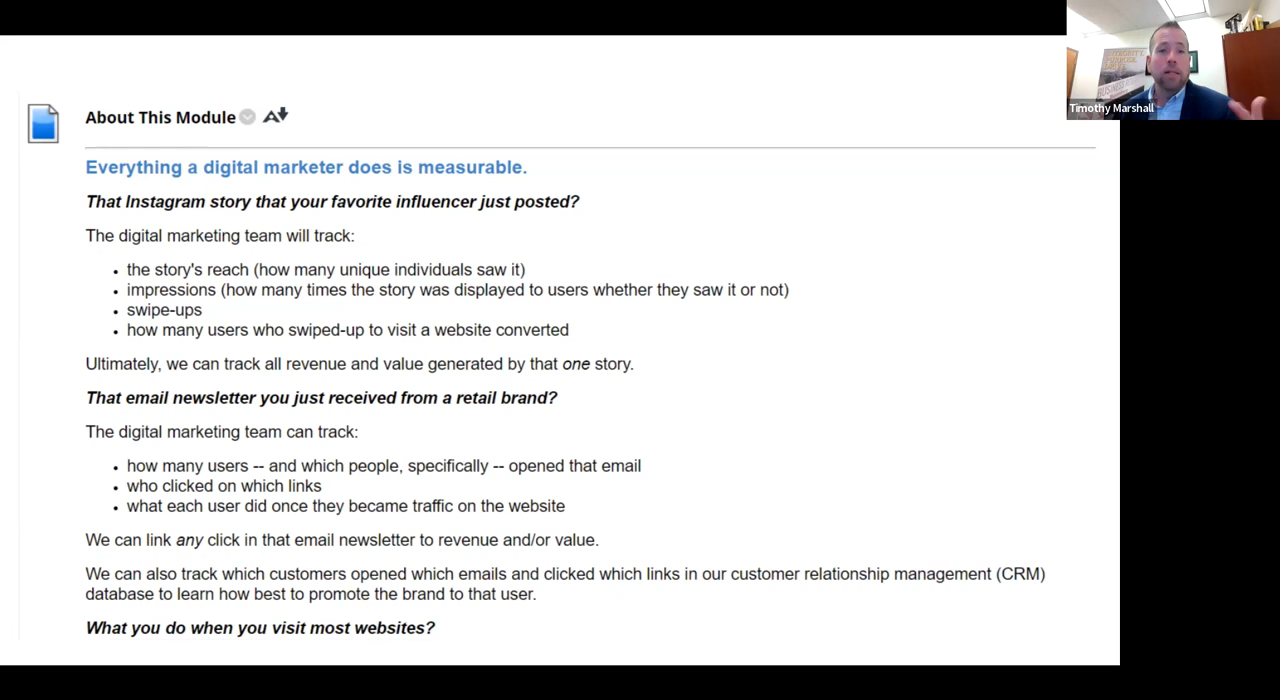 About This Module
Everything a digital marketer does is measurable.
That Instagram story that your favorite influencer just posted?
The digital marketing team will track:
• the story's reach (how many unique individuals saw it)
• impressions (how many times the story was displayed to users whether they saw it or not)
• swipe-ups
• how many users who swiped-up to visit a website converted
Ultimately, we can track all revenue and value generated by that one story.
That email newsletter you just received from a retail brand?
The digital marketing team can track:
• how many users -- and which people, specifically -- opened that email
• who clicked on which links
• what each user did once they became traffic on the website
We can link any click in that email newsletter to revenue and/or value.
We can also track which customers opened which emails and clicked which links in our customer relationship management (CRM)
database to learn how best to promote the brand to that user.
What you do when you visit most websites?
INTEGRITY
PURPOSE
BUSINESS
Timothy Marshall